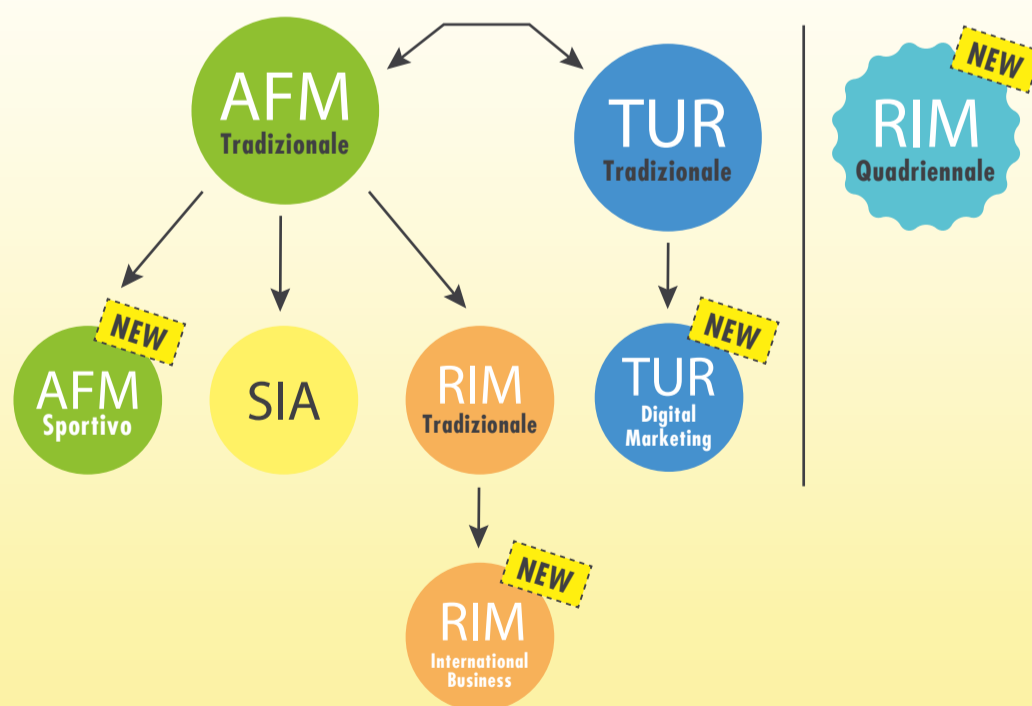 AFM
Tradizionale
TUR
Tradizionale
NEW
RIM
Quadriennale
NEW
AFM
Sportivo
SIA
RIM
Tradizionale
NEW
TUR
Digital
Marketing
NEW
RIM
International
Business